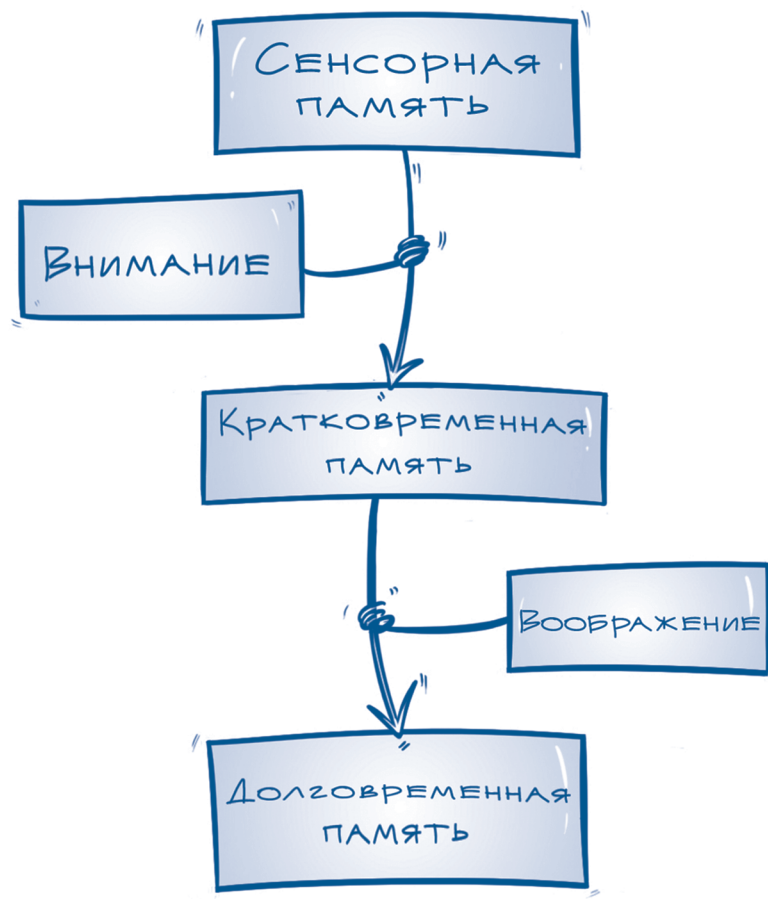 Сенсорная
память
Внимание
Кратковременная
память
Воображение
Долговременная
память